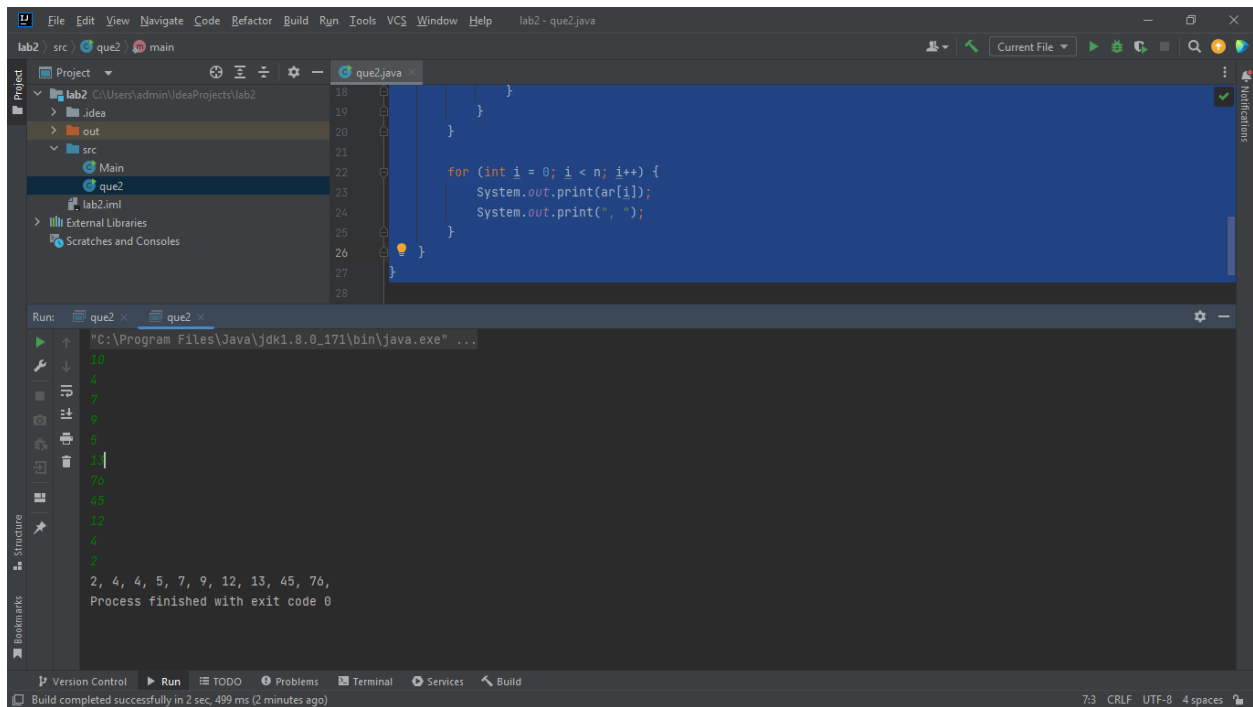 File Edit View Navigate Code Refactor Build Run Tools VCS Window Help lab2 - que2.java
lab2 src que2 main Current File
Project
Project que2.java
lab2 C:\Users\admin\IdeaProjects\lab2
.idea
out
src
Main
que2
lab2.iml
External Libraries
Scratches and Consoles
18 }
19 }
20 }
21
22 for (int i = 0; i < n; i++) {
23 System.out.print(ar[i]);
24 System.out.print(", ");
25 }
26 }
27 }
28
Notifications
Run: que2 que2
"C:\Program Files\Java\jdk1.8.0_171\bin\java.exe" ...
10
4
7
9
5
13
76
45
12
4
2
2, 4, 4, 5, 7, 9, 12, 13, 45, 76,
Process finished with exit code 0
Structure
Bookmarks
Version Control Run TODO Problems Terminal Services Build
Build completed successfully in 2 sec, 499 ms (2 minutes ago) 7:3 CRLF UTF-8 4 spaces